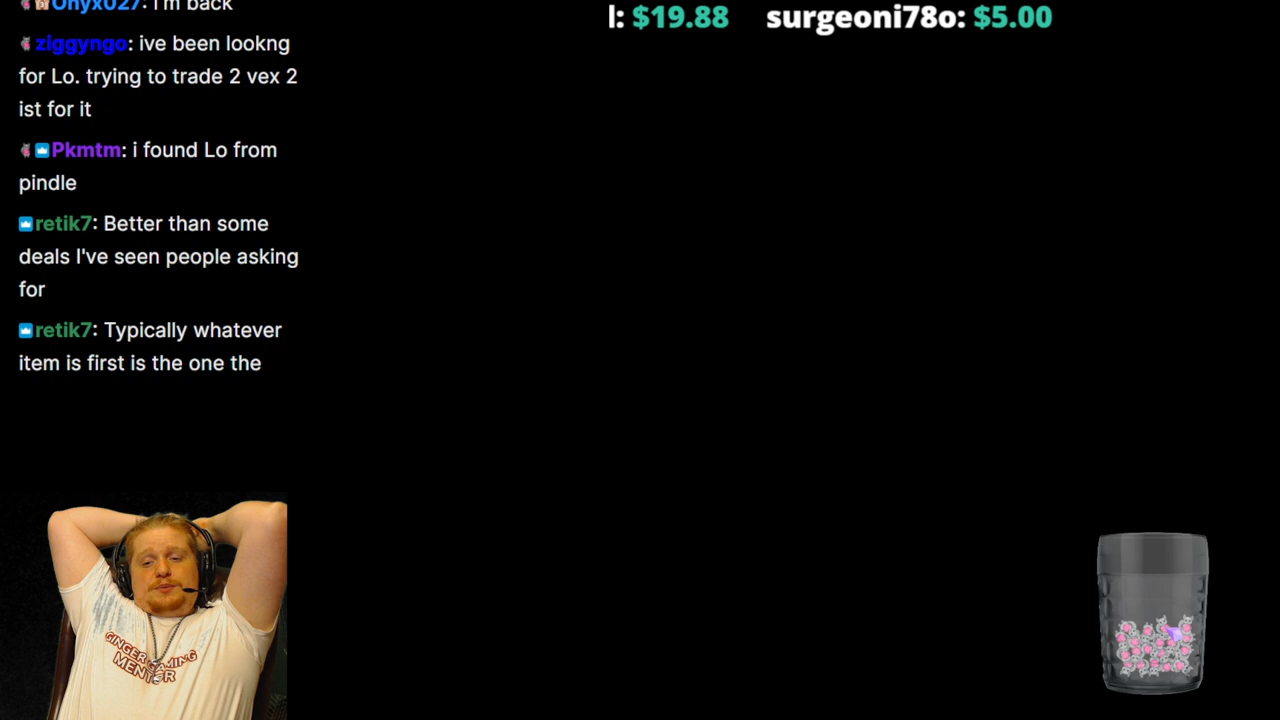 Onyx027: I'm back
l: $19.88 surgeoni78o: $5.00
ziggyngo: ive been lookng
for Lo. trying to trade 2 vex 2
ist for it
Pkmtm: i found Lo from
pindle
retik7: Better than some
deals I've seen people asking
for
retik7: Typically whatever
item is first is the one the
GINGER GAMING
MENTOR